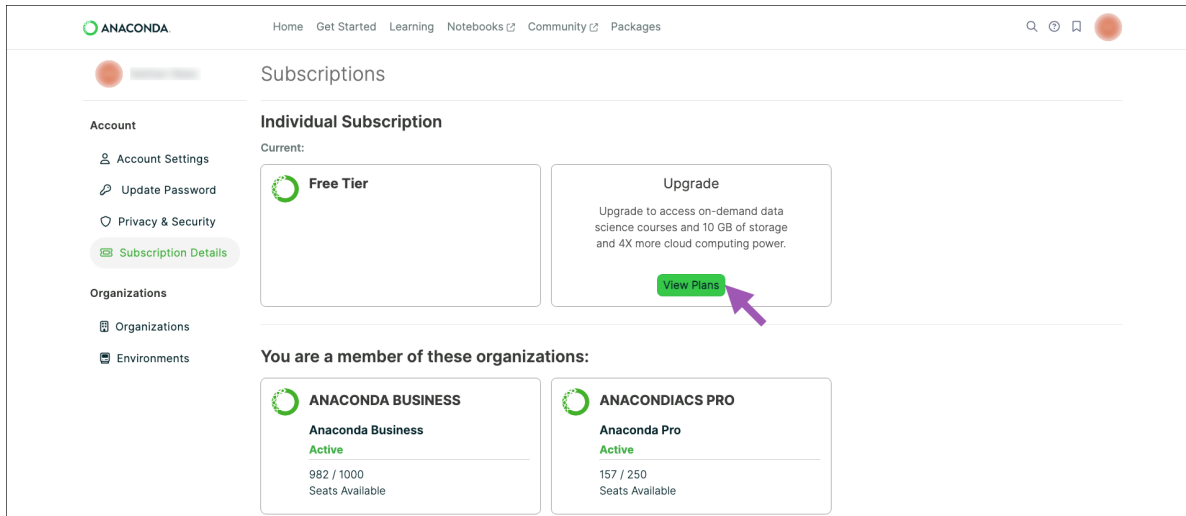 ANACONDA.
Home Get Started Learning Notebooks Community Packages
Subscriptions
Account
Account Settings
Update Password
Privacy & Security
Subscription Details
Organizations
Organizations
Environments
Individual Subscription
Current:
Free Tier
Upgrade
Upgrade to access on-demand data
science courses and 10 GB of storage
and 4X more cloud computing power.
View Plans
You are a member of these organizations:
ANACONDA BUSINESS
Anaconda Business
Active
982 / 1000
Seats Available
ANACONDIACS PRO
Anaconda Pro
Active
157 / 250
Seats Available